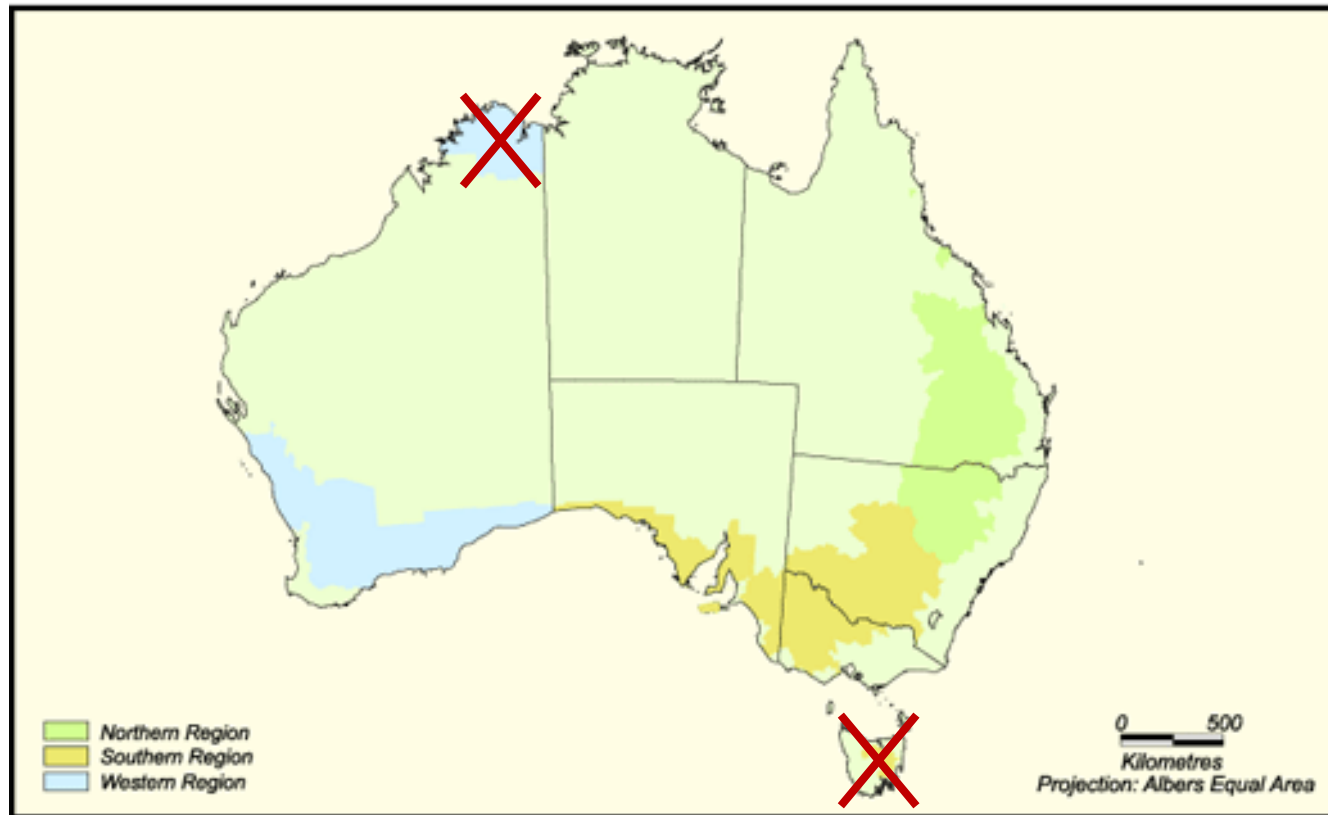 Northern Region
Southern Region
Western Region
0 500
Kilometres
Projection: Albers Equal Area